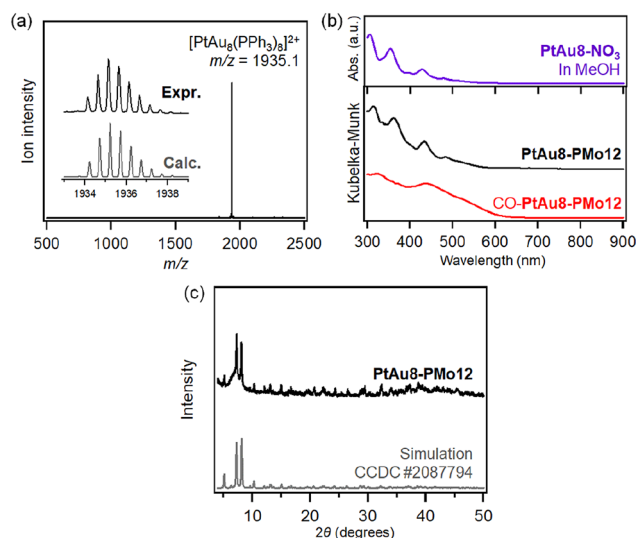 (a)
[PtAu8(PPh3)8]2+
m/z = 1935.1
Expr.
Calc.
1934 1936 1938
Ion intensity
500 1000 1500 2000 2500
m/z
(b)
Abs. (a.u.)
PtAu8-NO3
In MeOH
Kubelka-Munk
PtAu8-PMo12
CO-PtAu8-PMo12
300 400 500 600 700 800 900
Wavelength (nm)
(c)
Intensity
PtAu8-PMo12
Simulation
CCDC #2087794
10 20 30 40 50
2θ (degrees)